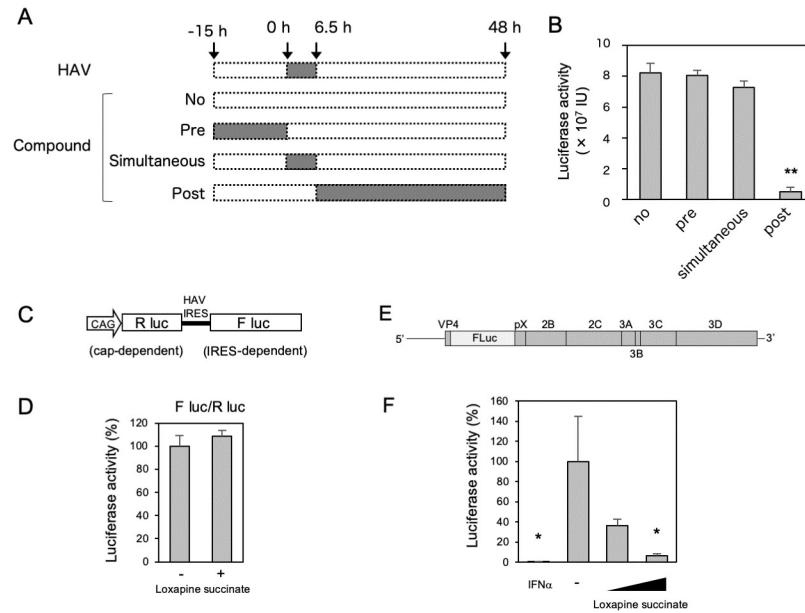 A
-15 h 0 h 6.5 h 48 h
HAV
No
Pre
Compound
Simultaneous
Post
B
Luciferase activity
( × 10⁷ IU)
10
8
6
4
2
0
**
no pre simultaneous post
C
CAG R luc HAV IRES F luc
(cap-dependent) (IRES-dependent)
D
F luc/R luc
Luciferase activity (%)
120
100
80
60
40
20
0
- +
Loxapine succinate
E
VP4 pX 2B 2C 3A 3C 3D
5' FLuc 3'
3B
F
Luciferase activity (%)
160
140
120
100
80
60
40
20
0
* *
IFNα -
Loxapine succinate